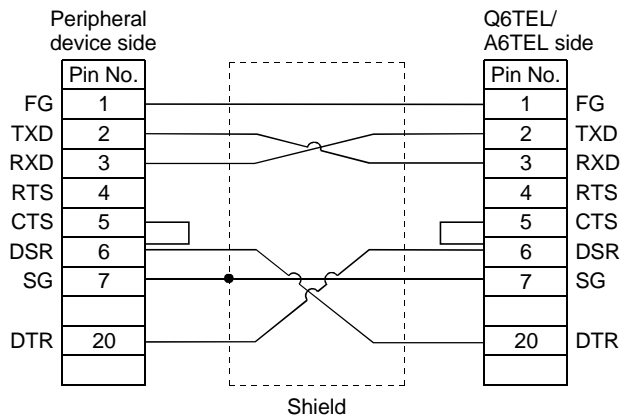 Peripheral
device side
Q6TEL/
A6TEL side
Pin No.
Pin No.
FG 1 1 FG
TXD 2 2 TXD
RXD 3 3 RXD
RTS 4 4 RTS
CTS 5 5 CTS
DSR 6 6 DSR
SG 7 7 SG
DTR 20 20 DTR
Shield